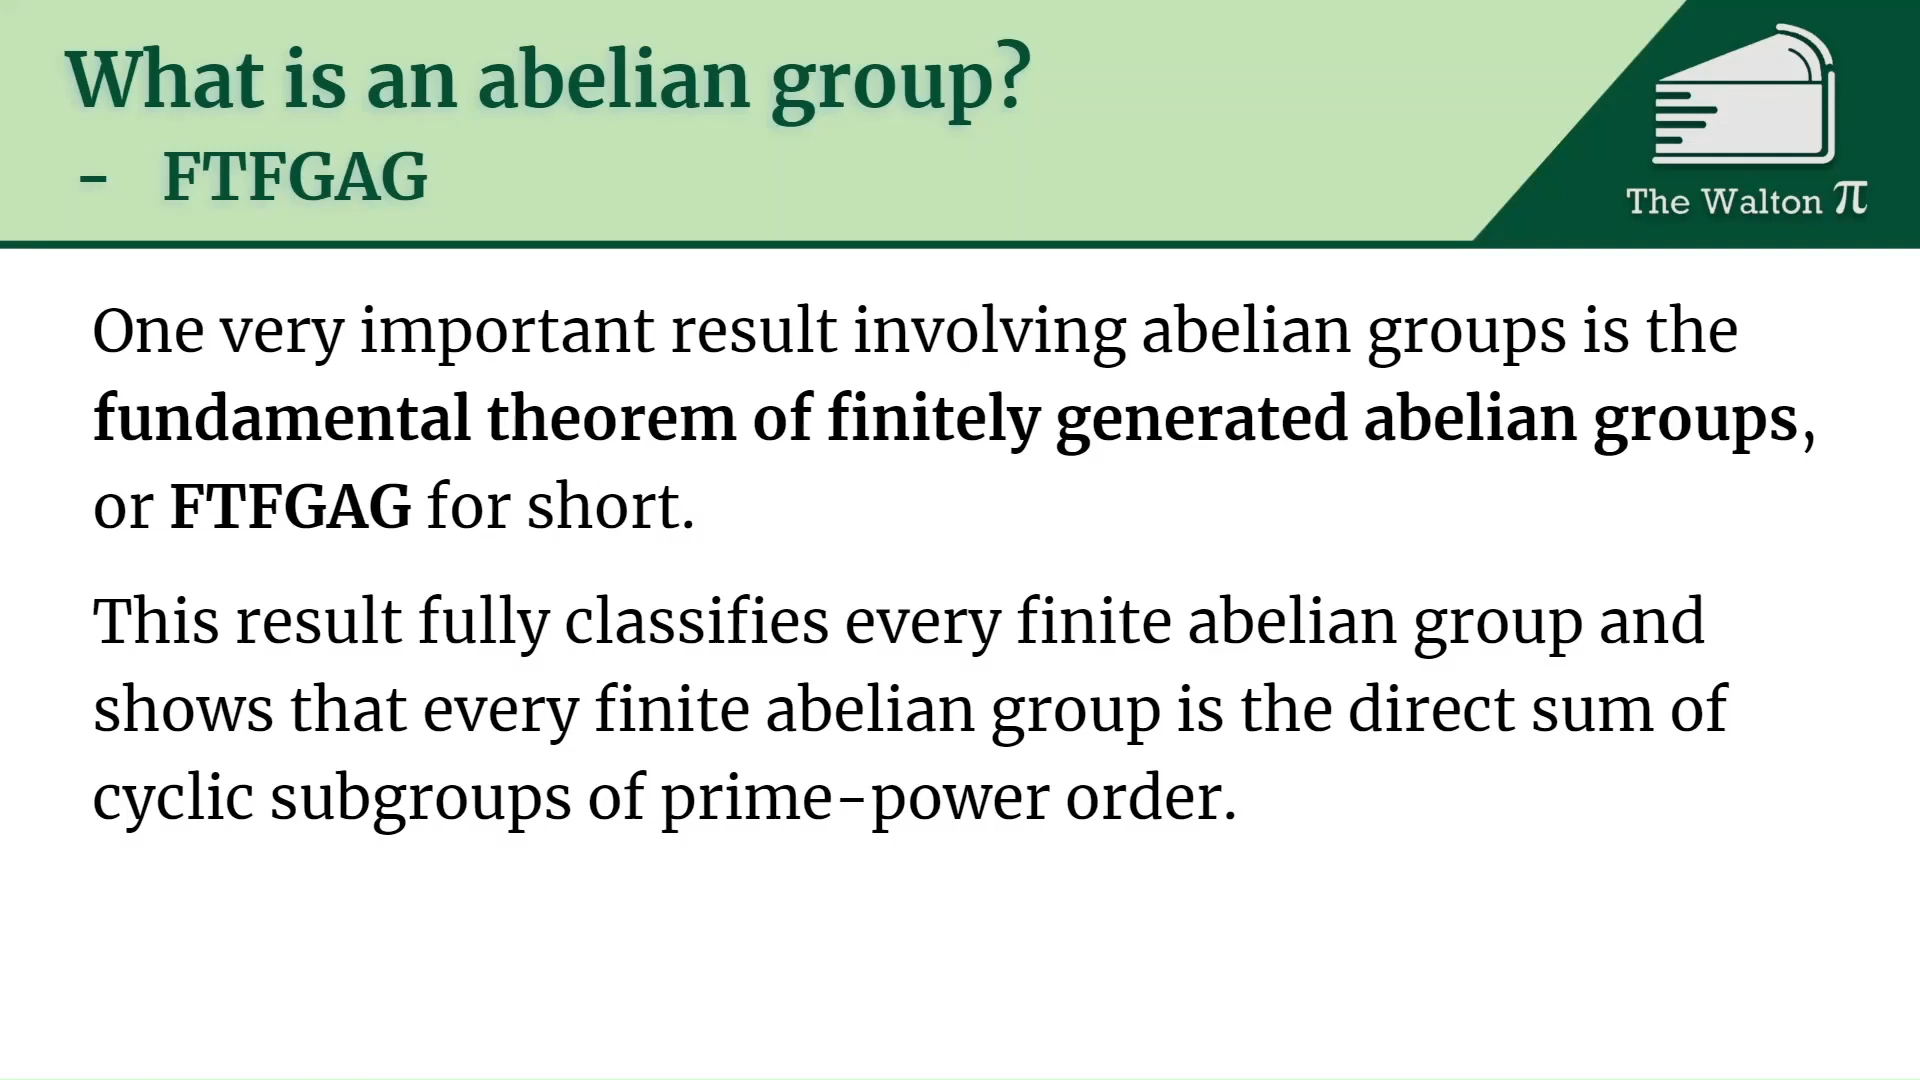 What is an abelian group?
- FTFGAG
The Walton π
One very important result involving abelian groups is the
fundamental theorem of finitely generated abelian groups,
or FTFGAG for short.
This result fully classifies every finite abelian group and
shows that every finite abelian group is the direct sum of
cyclic subgroups of prime-power order.